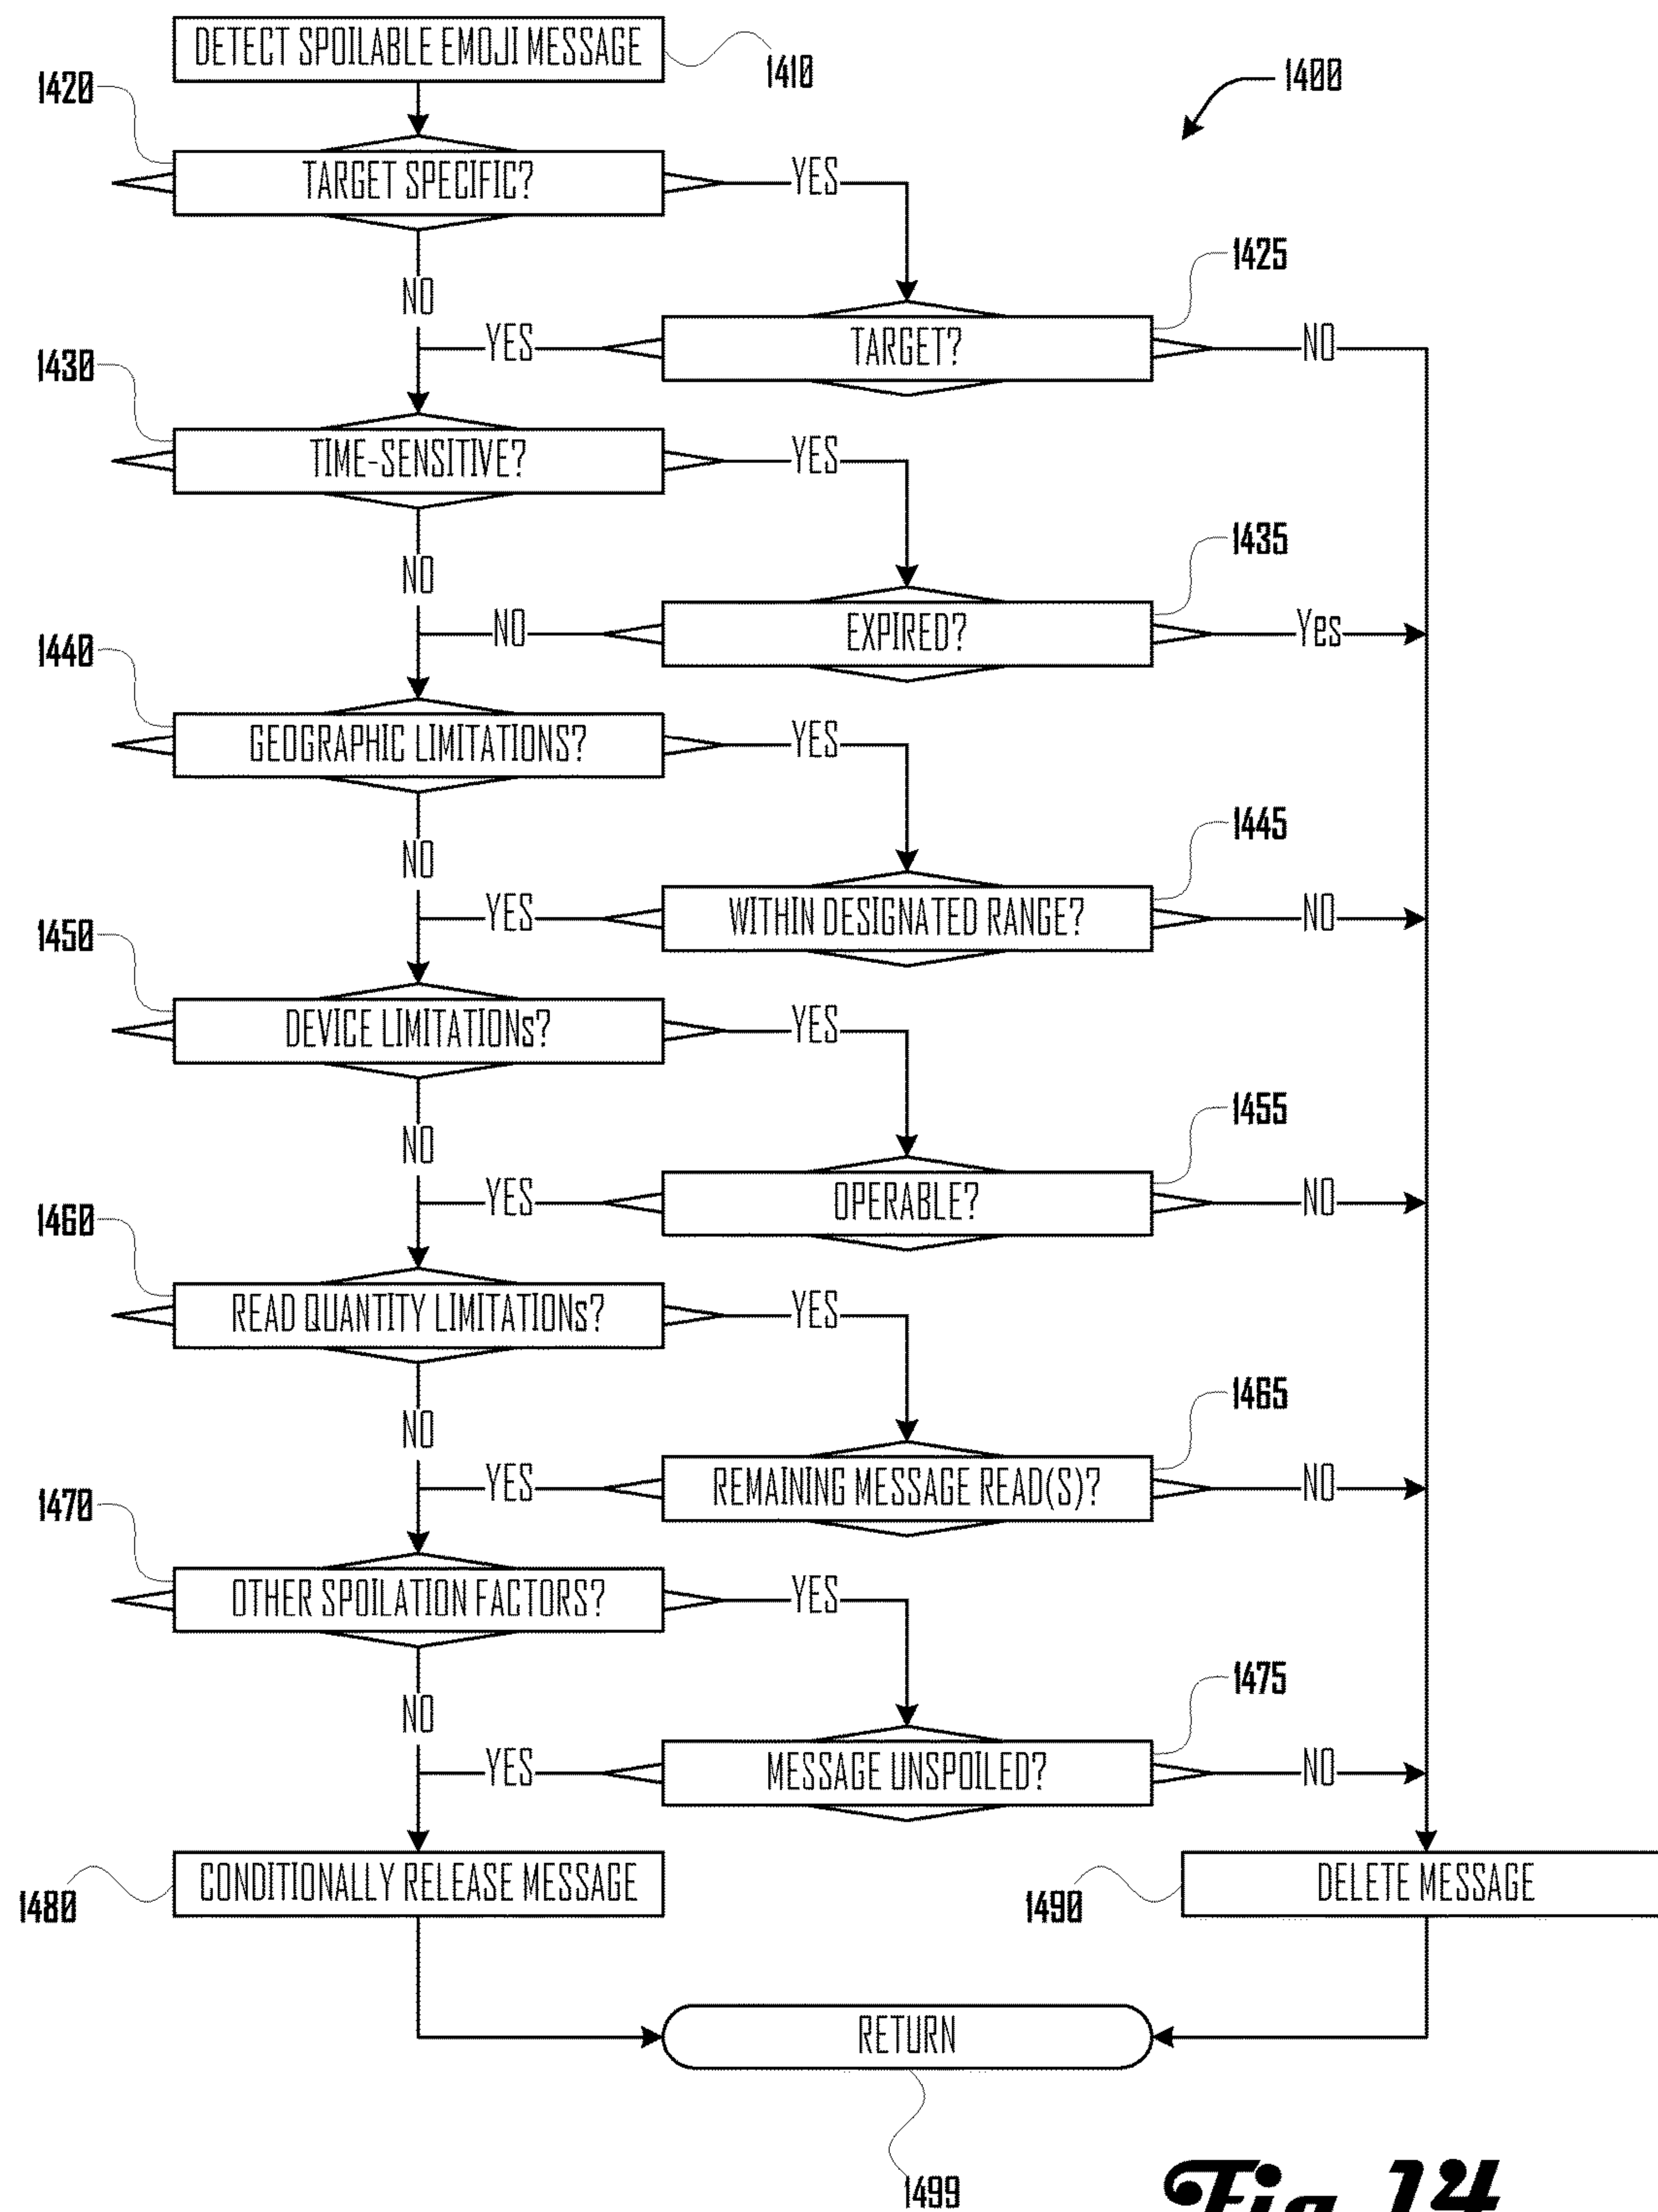 DETECT SPOILABLE EMOJI MESSAGE
1410
1400
1420
TARGET SPECIFIC?
YES
NO
1425
YES
TARGET?
NO
1430
TIME-SENSITIVE?
YES
NO
1435
NO
EXPIRED?
Yes
1440
GEOGRAPHIC LIMITATIONS?
YES
NO
1445
YES
WITHIN DESIGNATED RANGE?
NO
1450
DEVICE LIMITATIONs?
YES
NO
1455
YES
OPERABLE?
NO
1460
READ QUANTITY LIMITATIONs?
YES
NO
1465
YES
REMAINING MESSAGE READ(S)?
NO
1470
OTHER SPOILATION FACTORS?
YES
NO
1475
YES
MESSAGE UNSPOILED?
NO
CONDITIONALLY RELEASE MESSAGE
1480
DELETE MESSAGE
1490
RETURN
1499
Fig.14